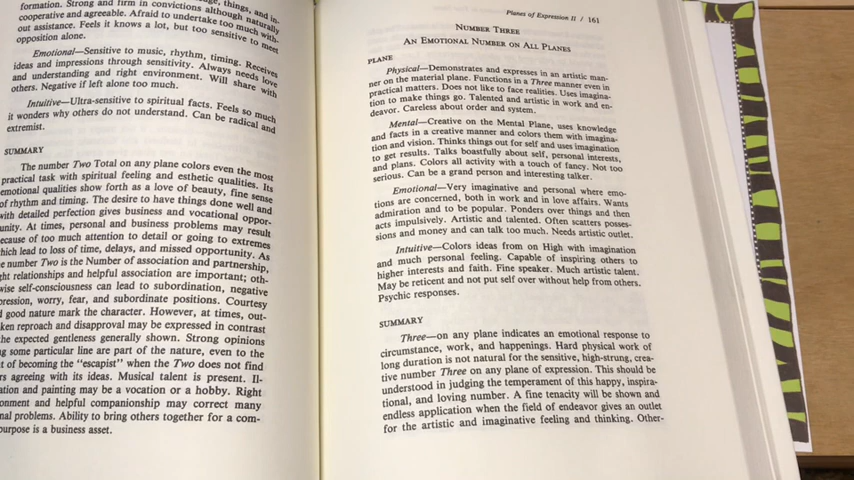 formation. Strong and firm in convictions although naturally
cooperative and agreeable. Afraid to undertake too much with-
out assistance. Feels it knows a lot, but too sensitive to meet
opposition alone.
Emotional—Sensitive to music, rhythm, timing. Receives
ideas and impressions through sensitivity. Always needs love
and understanding and right environment. Will share with
others. Negative if left alone too much.
Intuitive—Ultra-sensitive to spiritual facts. Feels so much
it wonders why others do not understand. Can be radical and
extremist.
SUMMARY
The number Two Total on any plane colors even the most
practical task with spiritual feeling and esthetic qualities. Its
emotional qualities show forth as a love of beauty, fine sense
of rhythm and timing. The desire to have things done well and
with detailed perfection gives business and vocational oppor-
unity. At times, personal and business problems may result
ecause of too much attention to detail or going to extremes
hich lead to loss of time, delays, and missed opportunity. As
e number Two is the Number of association and partnership,
ht relationships and helpful association are important; oth-
wise self-consciousness can lead to subordination, negative
pression, worry, fear, and subordinate positions. Courtesy
d good nature mark the character. However, at times, out-
ken reproach and disapproval may be expressed in contrast
he expected gentleness generally shown. Strong opinions
g some particular line are part of the nature, even to the
t of becoming the "escapist" when the Two does not find
rs agreeing with its ideas. Musical talent is present. Il-
ation and painting may be a vocation or a hobby. Right
onment and helpful companionship may correct many
nal problems. Ability to bring others together for a com-
purpose is a business asset.
Planes of Expression II / 161
NUMBER THREE
AN EMOTIONAL NUMBER ON ALL PLANES
PLANE
Physical—Demonstrates and expresses in an artistic man-
ner on the material plane. Functions in a Three manner even in
practical matters. Does not like to face realities. Uses imagina-
tion to make things go. Talented and artistic in work and en-
deavor. Careless about order and system.
Mental—Creative on the Mental Plane, uses knowledge
and facts in a creative manner and colors them with imagina-
tion and vision. Thinks things out for self and uses imagination
to get results. Talks boastfully about self, personal interests,
and plans. Colors all activity with a touch of fancy. Not too
serious. Can be a grand person and interesting talker.
Emotional—Very imaginative and personal where emo-
tions are concerned, both in work and in love affairs. Wants
admiration and to be popular. Ponders over things and then
acts impulsively. Artistic and talented. Often scatters posses-
sions and money and can talk too much. Needs artistic outlet.
Intuitive—Colors ideas from on High with imagination
and much personal feeling. Capable of inspiring others to
higher interests and faith. Fine speaker. Much artistic talent.
May be reticent and not put self over without help from others.
Psychic responses.
SUMMARY
Three—on any plane indicates an emotional response to
circumstance, work, and happenings. Hard physical work of
long duration is not natural for the sensitive, high-strung, crea-
tive number Three on any plane of expression. This should be
understood in judging the temperament of this happy, inspira-
tional, and loving number. A fine tenacity will be shown and
endless application when the field of endeavor gives an outlet
for the artistic and imaginative feeling and thinking. Other-